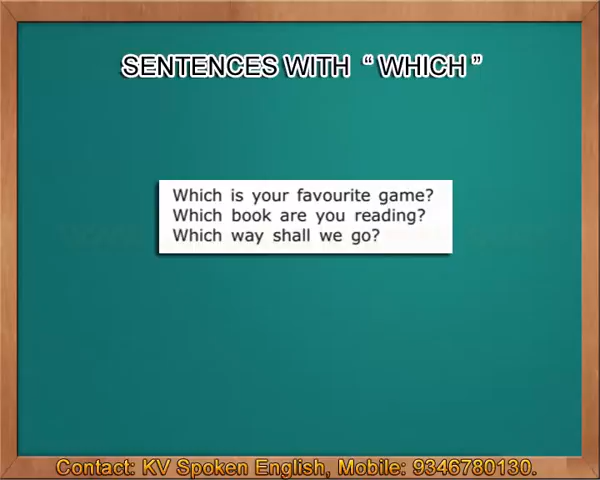 SENTENCES WITH “ WHICH ”
Which is your favourite game?
Which book are you reading?
Which way shall we go?
Contact: KV Spoken English, Mobile: 9346780130.